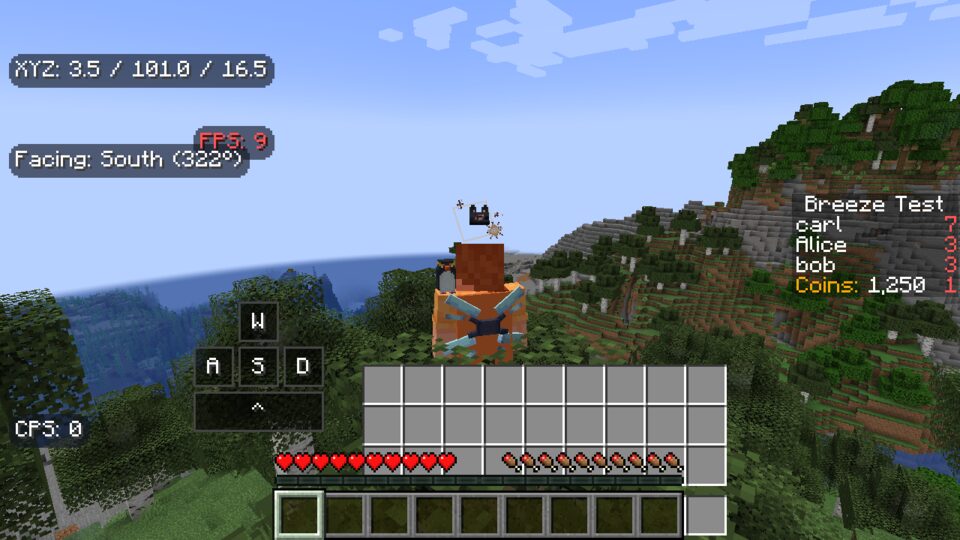 XYZ: 3.5 / 101.0 / 16.5
FPS: 9
Facing: South (322°)
Breeze Test
carl 7
Alice 3
bob 3
Coins: 1,250 1
W
A S D
^
CPS: 0